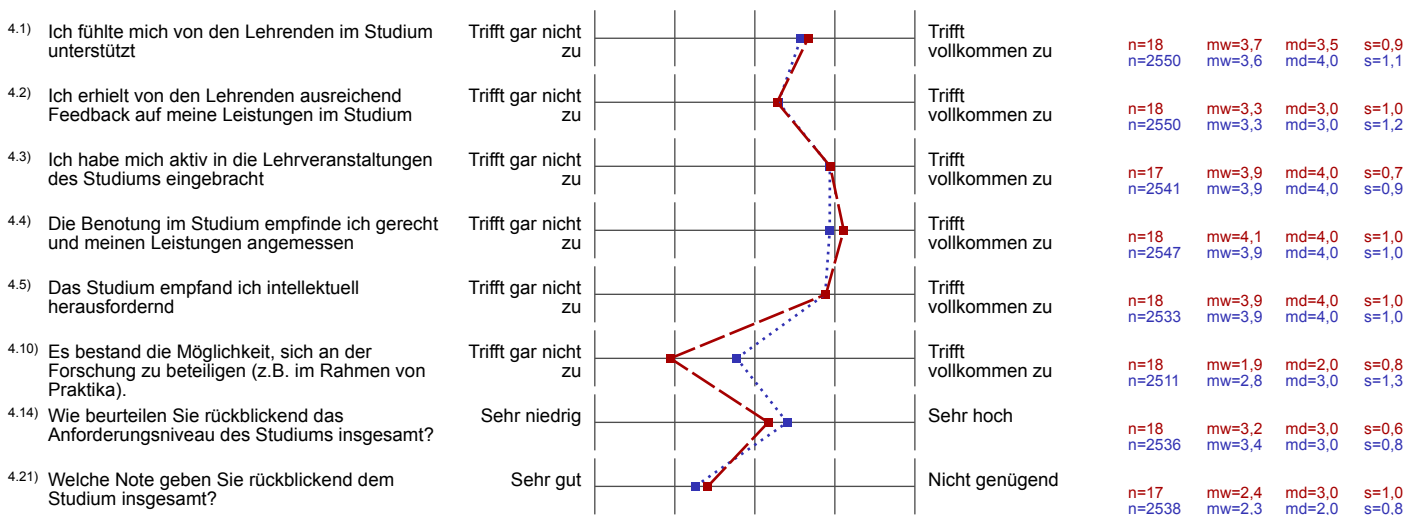 4.1) Ich fühlte mich von den Lehrenden im Studium
unterstützt
Trifft gar nicht
zu
Trifft
vollkommen zu
n=18 mw=3,7 md=3,5 s=0,9
n=2550 mw=3,6 md=4,0 s=1,1
4.2) Ich erhielt von den Lehrenden ausreichend
Feedback auf meine Leistungen im Studium
Trifft gar nicht
zu
Trifft
vollkommen zu
n=18 mw=3,3 md=3,0 s=1,0
n=2550 mw=3,3 md=3,0 s=1,2
4.3) Ich habe mich aktiv in die Lehrveranstaltungen
des Studiums eingebracht
Trifft gar nicht
zu
Trifft
vollkommen zu
n=17 mw=3,9 md=4,0 s=0,7
n=2541 mw=3,9 md=4,0 s=0,9
4.4) Die Benotung im Studium empfinde ich gerecht
und meinen Leistungen angemessen
Trifft gar nicht
zu
Trifft
vollkommen zu
n=18 mw=4,1 md=4,0 s=1,0
n=2547 mw=3,9 md=4,0 s=1,0
4.5) Das Studium empfand ich intellektuell
herausfordernd
Trifft gar nicht
zu
Trifft
vollkommen zu
n=18 mw=3,9 md=4,0 s=1,0
n=2533 mw=3,9 md=4,0 s=1,0
4.10) Es bestand die Möglichkeit, sich an der
Forschung zu beteiligen (z.B. im Rahmen von
Praktika).
Trifft gar nicht
zu
Trifft
vollkommen zu
n=18 mw=1,9 md=2,0 s=0,8
n=2511 mw=2,8 md=3,0 s=1,3
4.14) Wie beurteilen Sie rückblickend das
Anforderungsniveau des Studiums insgesamt?
Sehr niedrig
Sehr hoch
n=18 mw=3,2 md=3,0 s=0,6
n=2536 mw=3,4 md=3,0 s=0,8
4.21) Welche Note geben Sie rückblickend dem
Studium insgesamt?
Sehr gut
Nicht genügend
n=17 mw=2,4 md=3,0 s=1,0
n=2538 mw=2,3 md=2,0 s=0,8